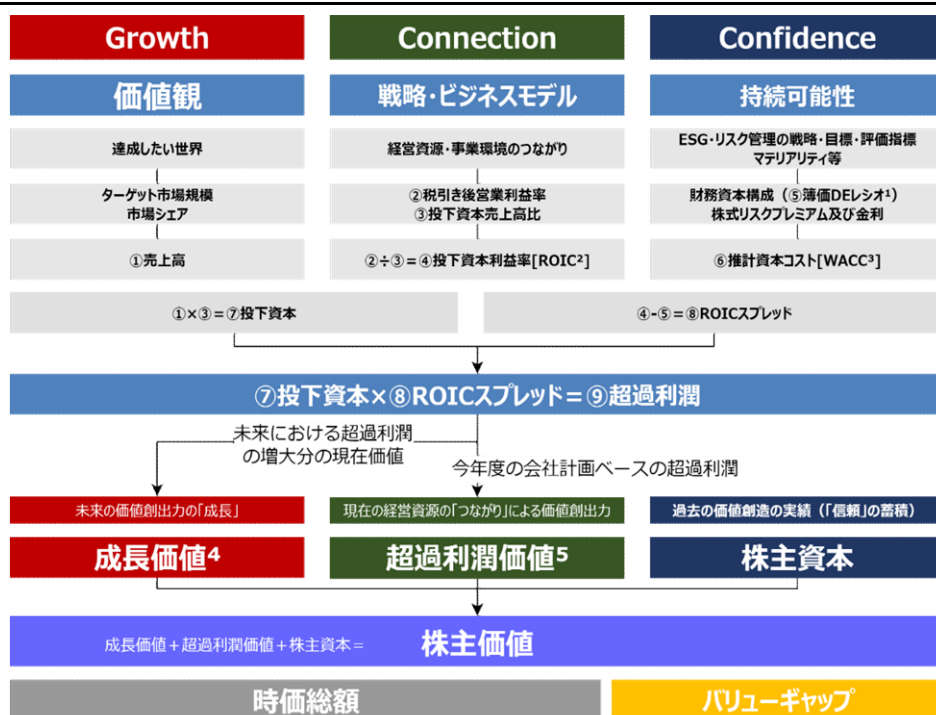 Growth
Connection
Confidence
価値観
戦略・ビジネスモデル
持続可能性
達成したい世界
経営資源・事業環境のつながり
ESG・リスク管理の戦略・目標・評価指標
マテリアリティ等
ターゲット市場規模
市場シェア
②税引き後営業利益率
③投下資本売上高比
財務資本構成（⑤簿価DEレシオ¹）
株式リスクプレミアム及び金利
①売上高
②÷③＝④投下資本利益率[ROIC²]
⑥推計資本コスト[WACC³]
①×③＝⑦投下資本
④-⑤＝⑧ROICスプレッド
⑦投下資本×⑧ROICスプレッド＝⑨超過利潤
未来における超過利潤
の増大分の現在価値
今年度の会社計画ベースの超過利潤
未来の価値創出力の「成長」
現在の経営資源の「つながり」による価値創出力
過去の価値創造の実績（「信頼」の蓄積）
成長価値⁴
超過利潤価値⁵
株主資本
成長価値＋超過利潤価値＋株主資本＝ 株主価値
時価総額
バリューギャップ